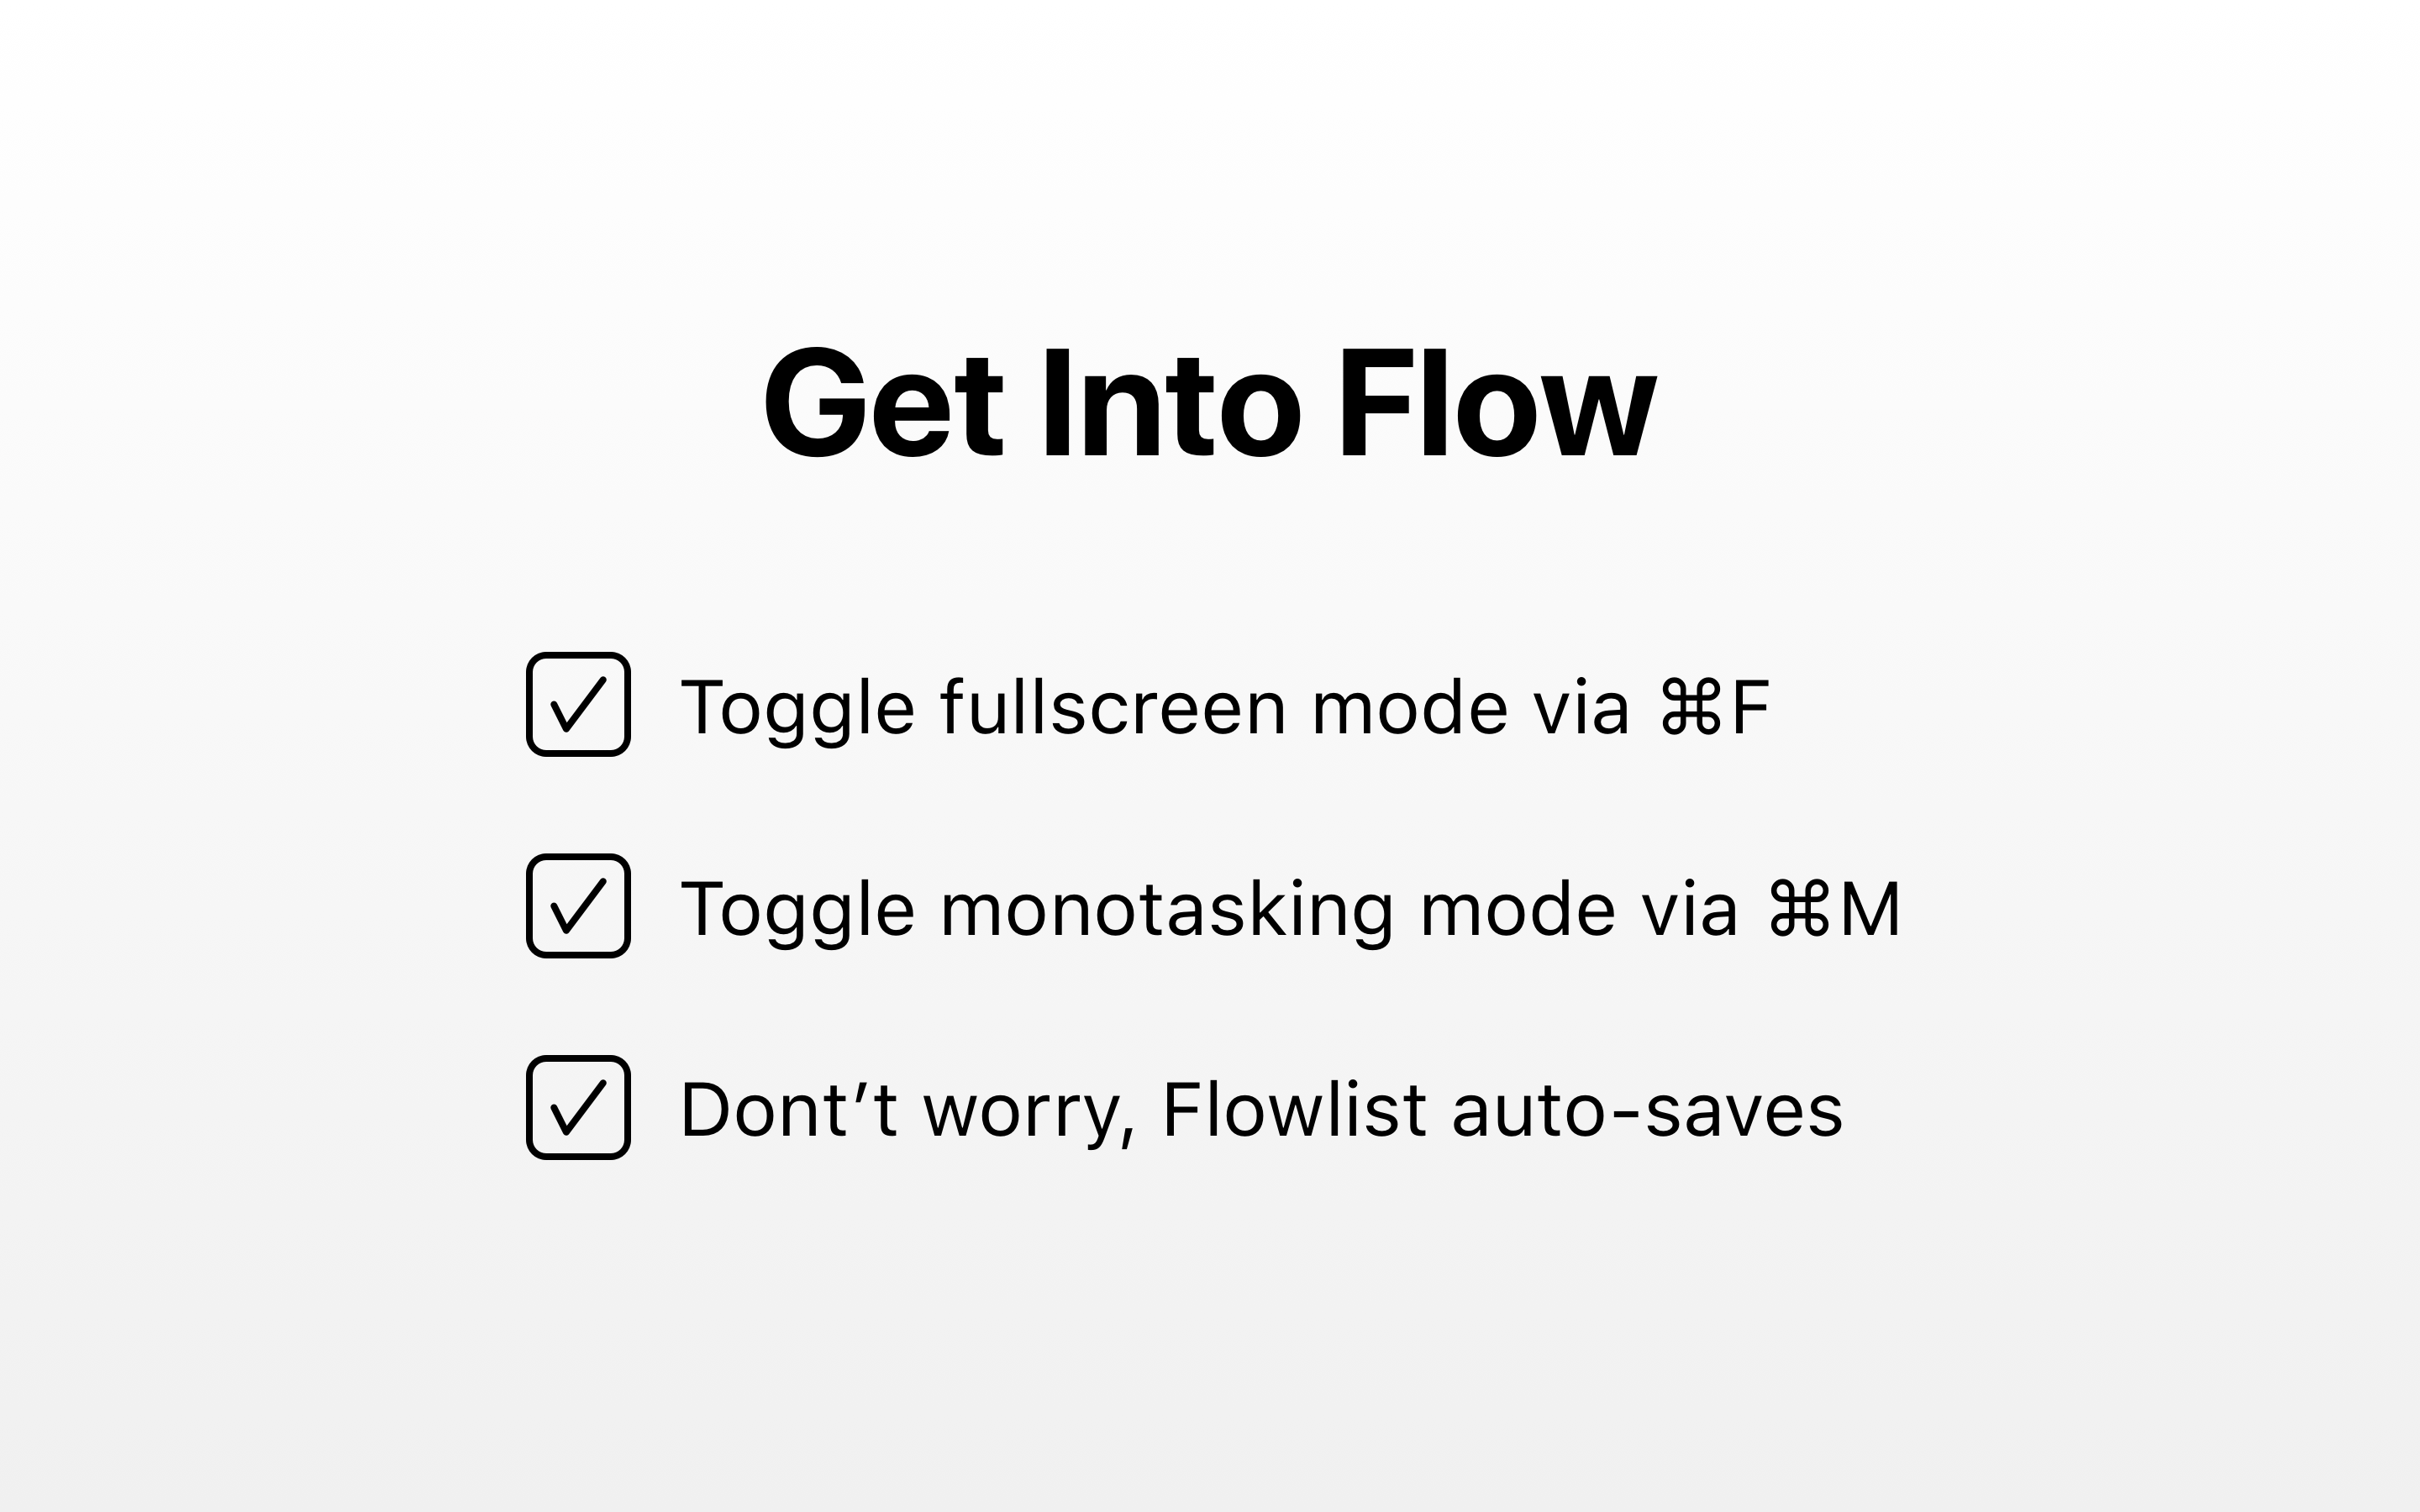 Get Into Flow
Toggle fullscreen mode via ⌘F
Toggle monotasking mode via ⌘M
Dont’t worry, Flowlist auto-saves